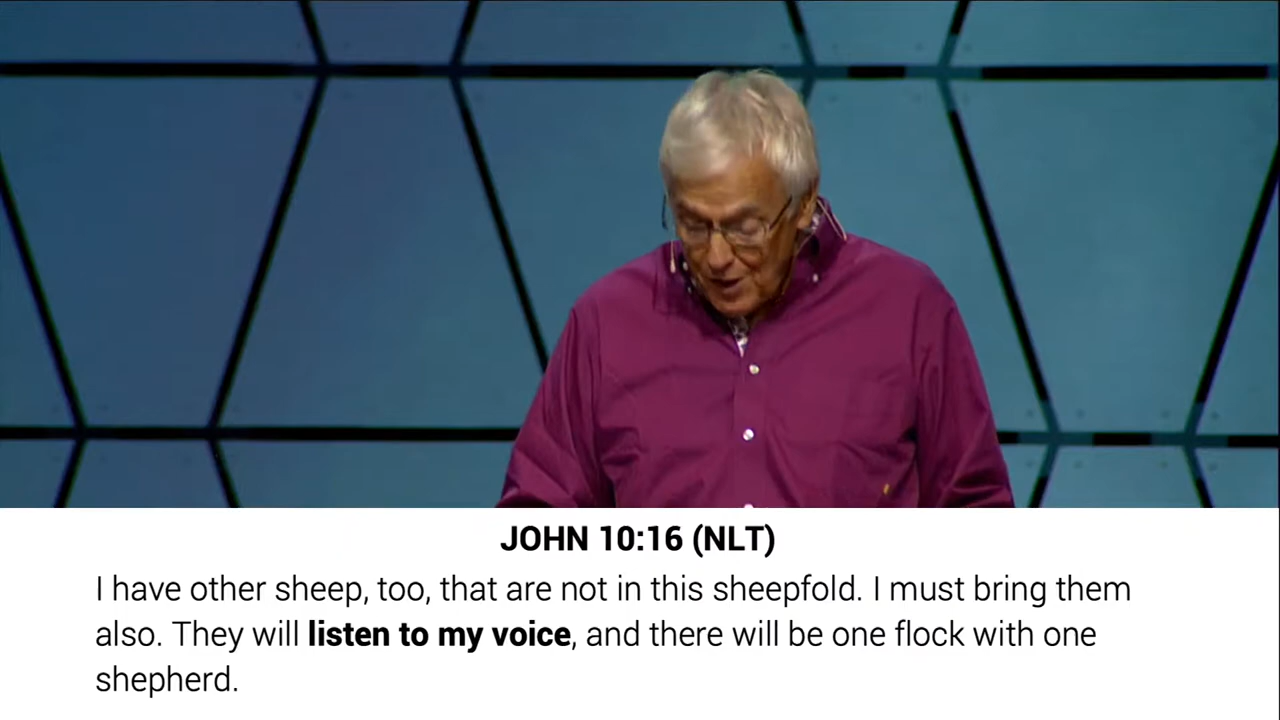 JOHN 10:16 (NLT)
I have other sheep, too, that are not in this sheepfold. I must bring them
also. They will listen to my voice, and there will be one flock with one
shepherd.